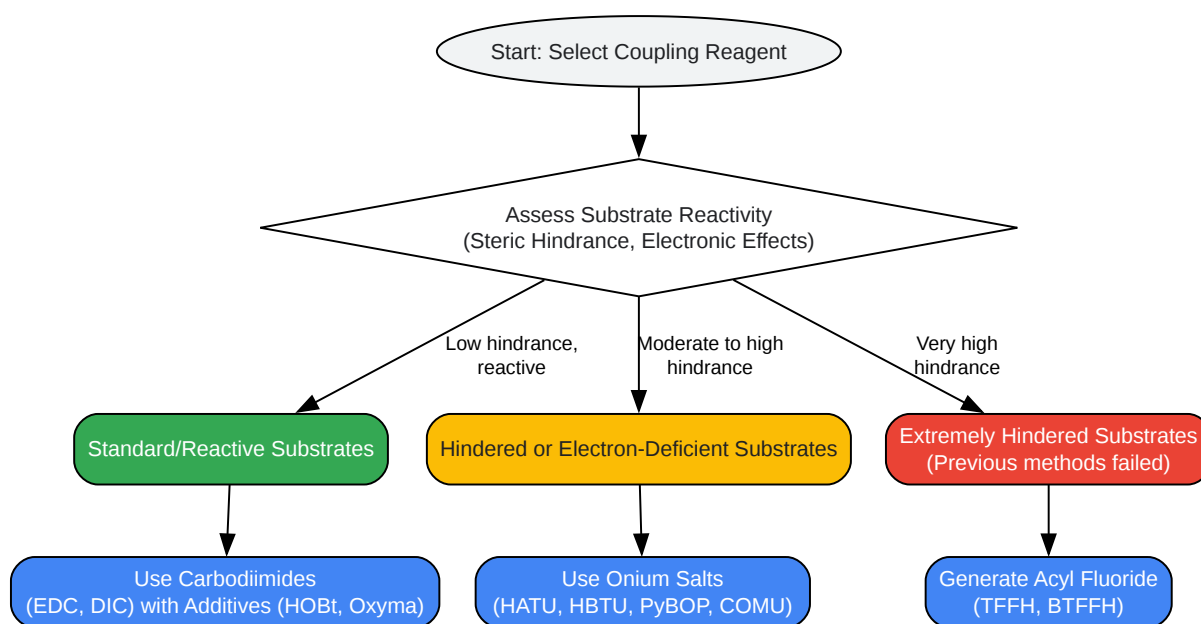 Start: Select Coupling Reagent
Assess Substrate Reactivity
(Steric Hindrance, Electronic Effects)
Low hindrance,
reactive
Moderate to high
hindrance
Very high
hindrance
Standard/Reactive Substrates
Hindered or Electron-Deficient Substrates
Extremely Hindered Substrates
(Previous methods failed)
Use Carbodiimides
(EDC, DIC) with Additives (HOBt, Oxyma)
Use Onium Salts
(HATU, HBTU, PyBOP, COMU)
Generate Acyl Fluoride
(TFFH, BTFFH)